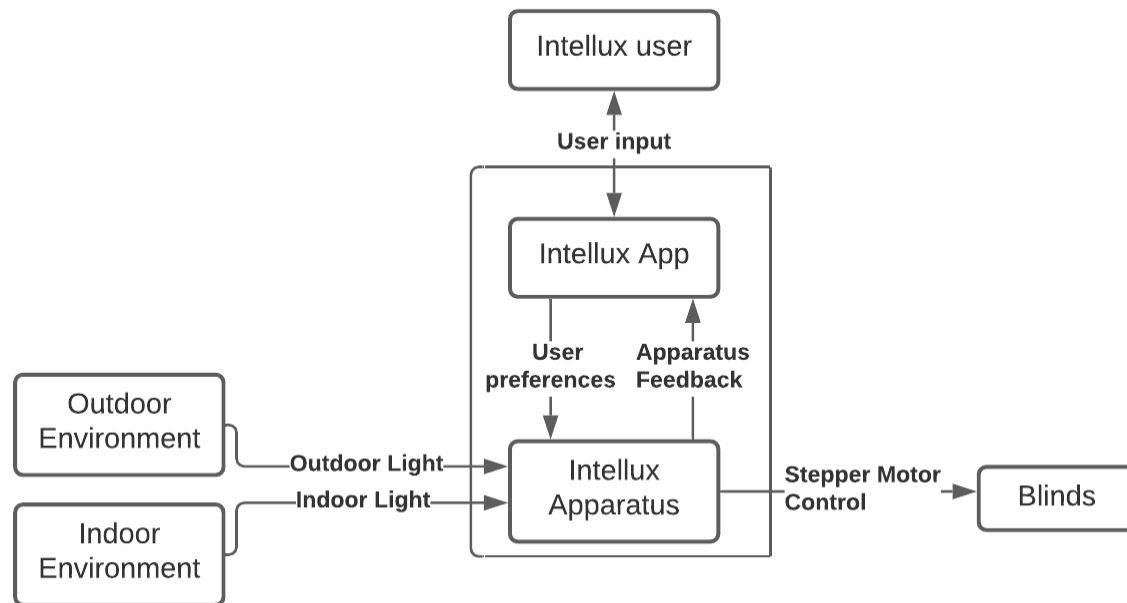 Intellux user
User input
Intellux App
User
preferences
Apparatus
Feedback
Outdoor
Environment
Outdoor Light
Indoor Light
Indoor
Environment
Intellux
Apparatus
Stepper Motor
Control
Blinds